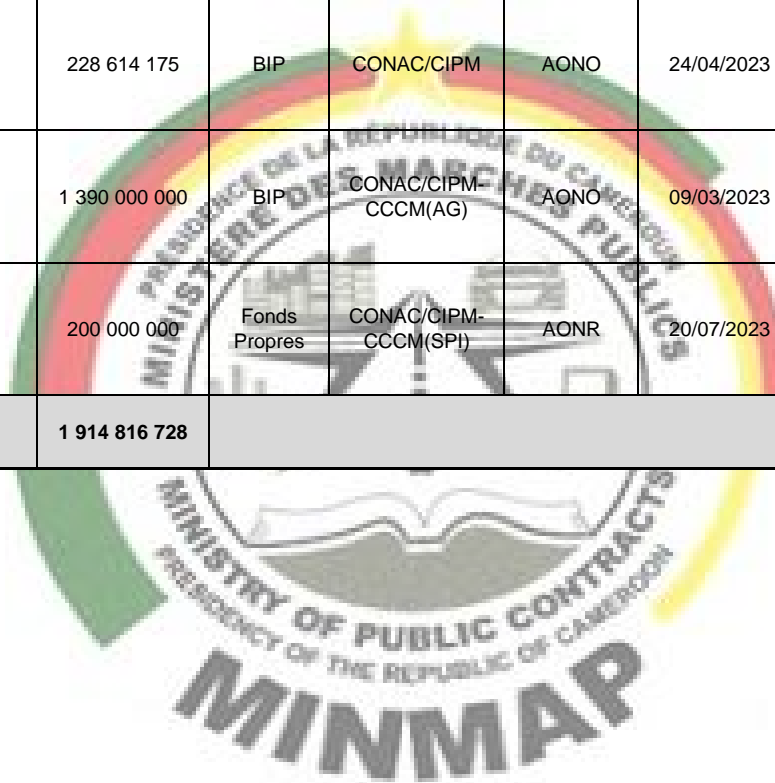 228 614 175 BIP CONAC/CIPM AONO 24/04/2023
1 390 000 000 BIP CONAC/CIPM-
CCCM(AG) AONO 09/03/2023
200 000 000 Fonds
Propres CONAC/CIPM-
CCCM(SPI) AONR 20/07/2023
1 914 816 728
PRÉSIDENCE DE LA RÉPUBLIQUE DU CAMEROUN
MINISTERE DES MARCHES PUBLICS
MINISTRY OF PUBLIC CONTRACTS
PRESIDENCY OF THE REPUBLIC OF CAMEROON
MINMAP